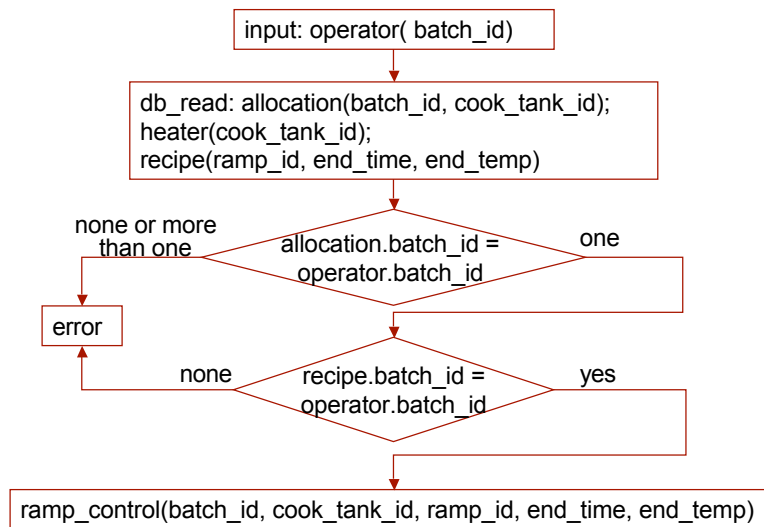 input: operator( batch_id)
db_read: allocation(batch_id, cook_tank_id);
heater(cook_tank_id);
recipe(ramp_id, end_time, end_temp)
none or more
than one
allocation.batch_id =
operator.batch_id
one
error
none
recipe.batch_id =
operator.batch_id
yes
ramp_control(batch_id, cook_tank_id, ramp_id, end_time, end_temp)